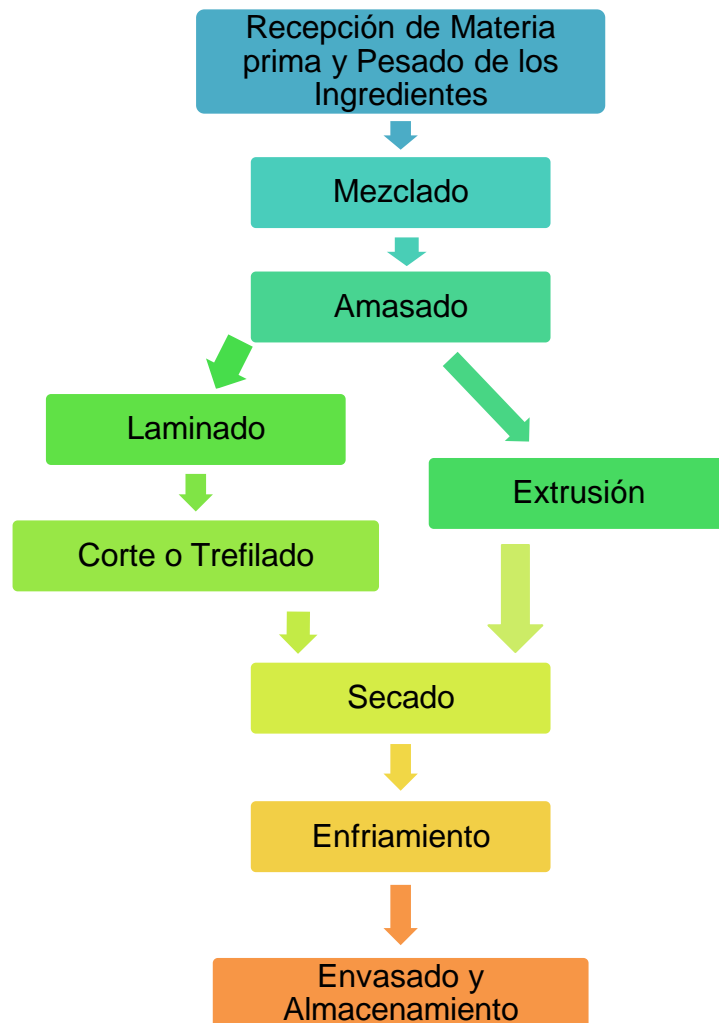 Recepción de Materia
prima y Pesado de los
Ingredientes
Mezclado
Amasado
Laminado
Extrusión
Corte o Trefilado
Secado
Enfriamiento
Envasado y
Almacenamiento